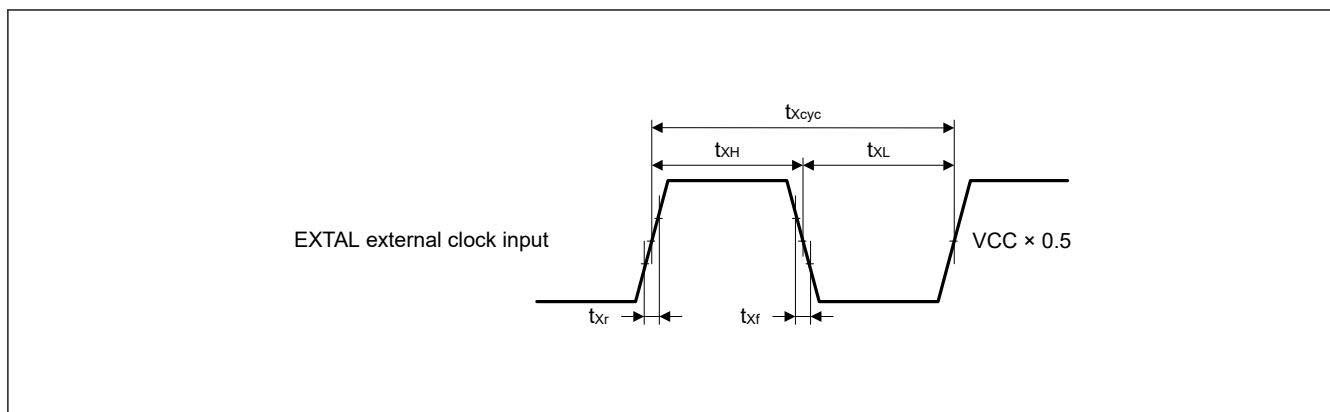 tXcyc
tXH tXL
EXTAL external clock input VCC × 0.5
tXr tXf